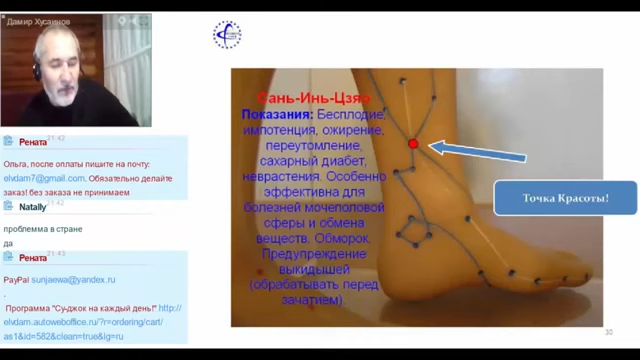 Дамир Хусаинов
Рената 21:42
Ольга, после оплаты пишите на почту:
elvdam7@gmail.com. Обязательно делайте
заказ! без заказа не принимаем
Natally 21:42
проблемма в стране
да
Рената 21:43
PayPal sunjaewa@yandex.ru
.
Программа "Су-джок на каждый день!" http://
elvdam.autoweboffice.ru/?r=ordering/cart/
as1&id=582&clean=true&lg=ru
Сань-Инь-Цзяо
Показания: Бесплодие,
импотенция, ожирение,
переутомление,
сахарный диабет,
неврастения. Особенно
эффективна для
болезней мочеполовой
сферы и обмена
веществ. Обморок.
Предупреждение
выкидышей
(обрабатывать перед
зачатием)
Точка Красоты!
30